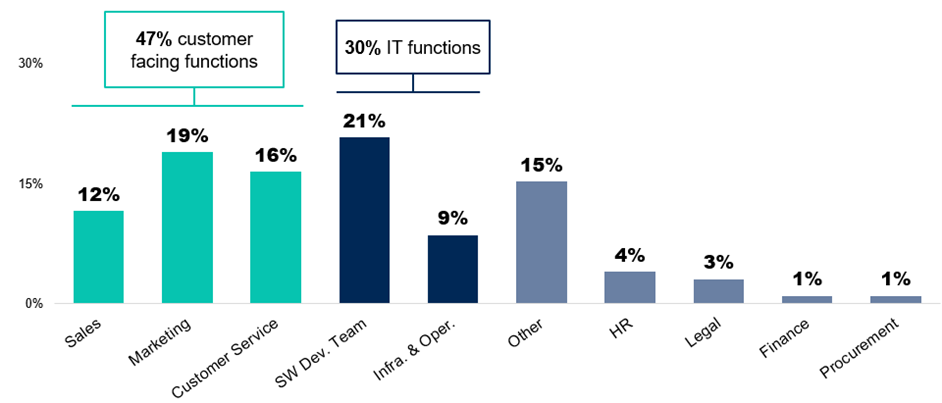 47% customer
facing functions
30% IT functions
30%
15%
0%
12%
19%
16%
21%
9%
15%
4%
3%
1%
1%
Sales
Marketing
Customer Service
SW Dev. Team
Infra. & Oper.
Other
HR
Legal
Finance
Procurement